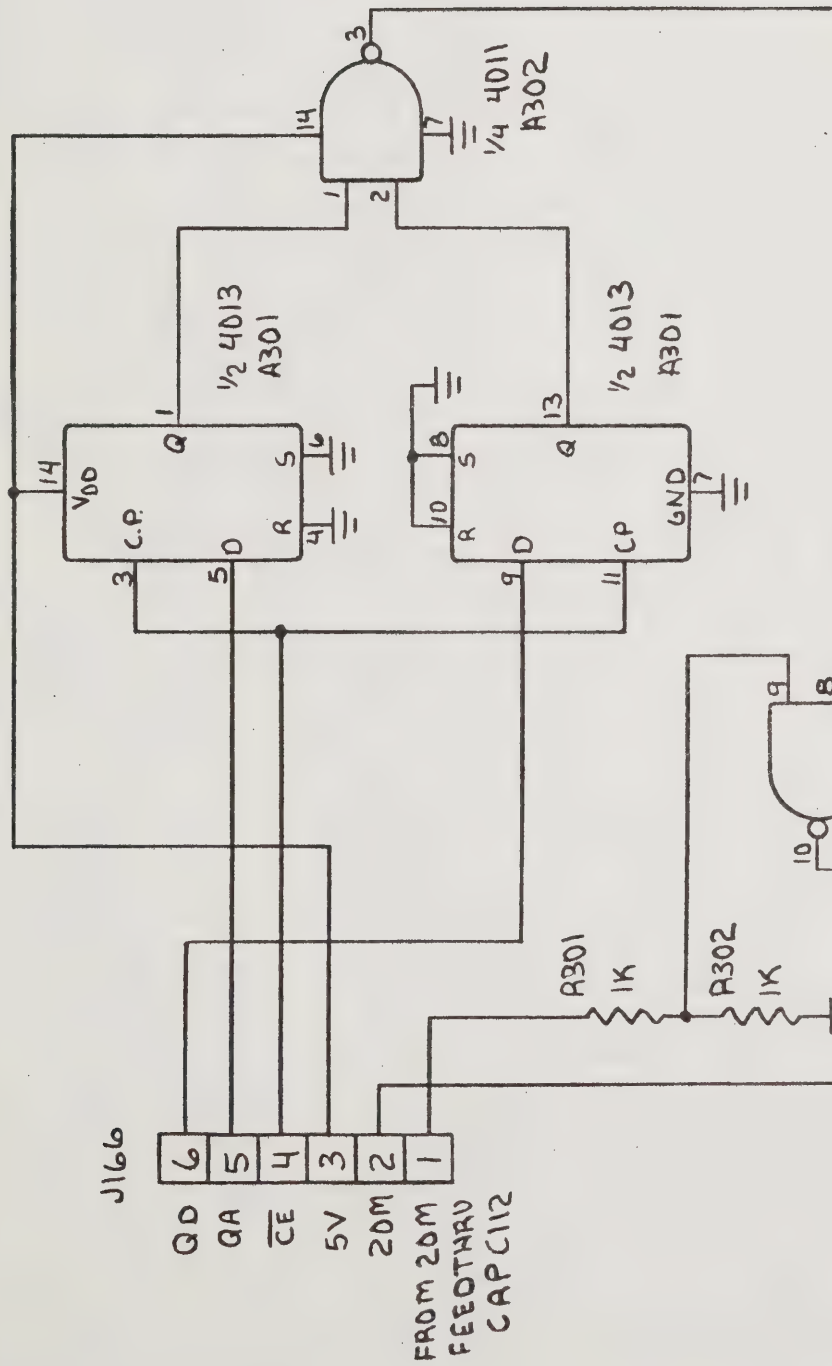 J166
QD 6
QA 5
CE 4
5V 3
20M 2
FROM 20M 1
FEEDTHRU
CAP C112
14
VDD
3 C.P.
5 D
Q 1
R S
4 6
1/2 4013
A301
10 8
R S
9 D
Q 13
11 CP
GND
7
1/2 4013
A301
14
1
2
3
7
1/4 4011
A302
R301
1K
R302
1K
9
8
10